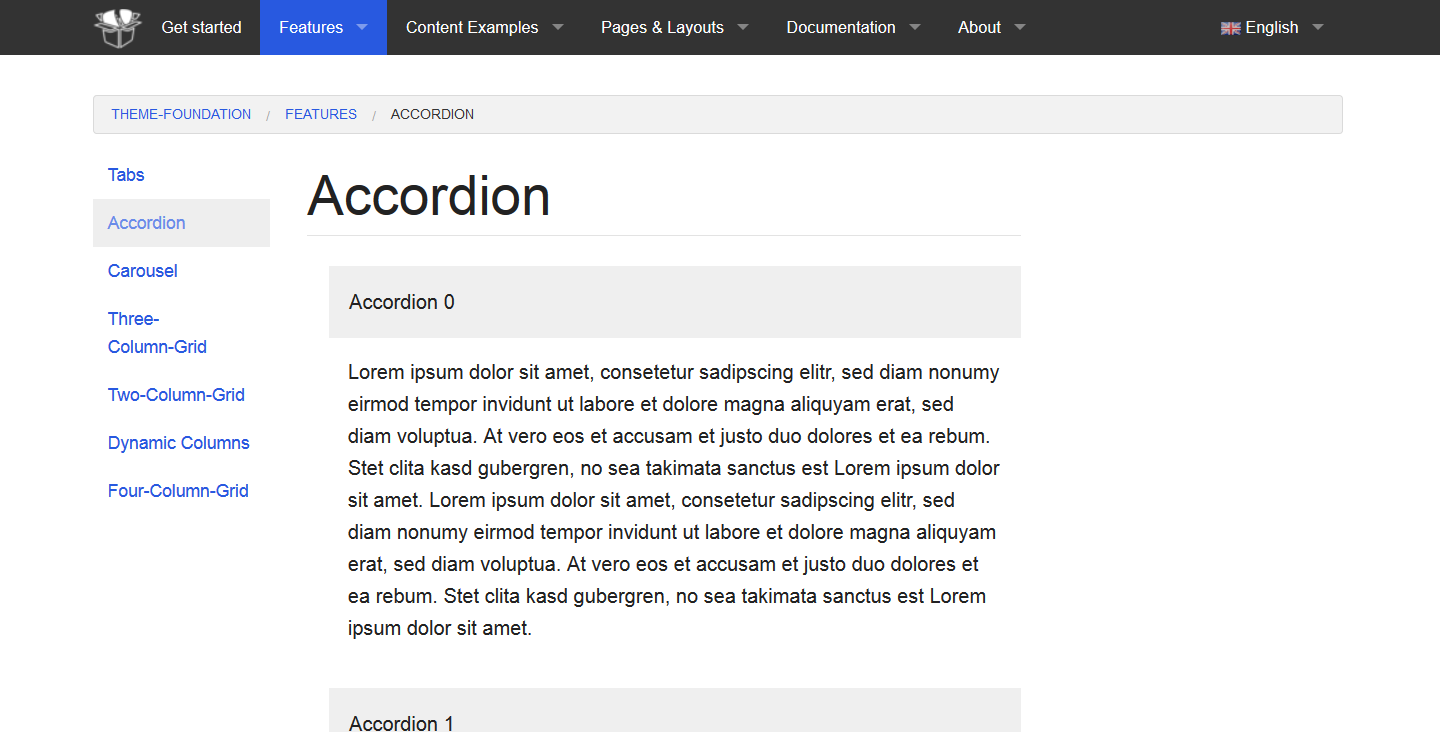 Get started Features Content Examples Pages & Layouts Documentation About English
THEME-FOUNDATION / FEATURES / ACCORDION
Tabs
Accordion
Carousel
Three-
Column-Grid
Two-Column-Grid
Dynamic Columns
Four-Column-Grid
Accordion
Accordion 0
Lorem ipsum dolor sit amet, consetetur sadipscing elitr, sed diam nonumy
eirmod tempor invidunt ut labore et dolore magna aliquyam erat, sed
diam voluptua. At vero eos et accusam et justo duo dolores et ea rebum.
Stet clita kasd gubergren, no sea takimata sanctus est Lorem ipsum dolor
sit amet. Lorem ipsum dolor sit amet, consetetur sadipscing elitr, sed
diam nonumy eirmod tempor invidunt ut labore et dolore magna aliquyam
erat, sed diam voluptua. At vero eos et accusam et justo duo dolores et
ea rebum. Stet clita kasd gubergren, no sea takimata sanctus est Lorem
ipsum dolor sit amet.
Accordion 1